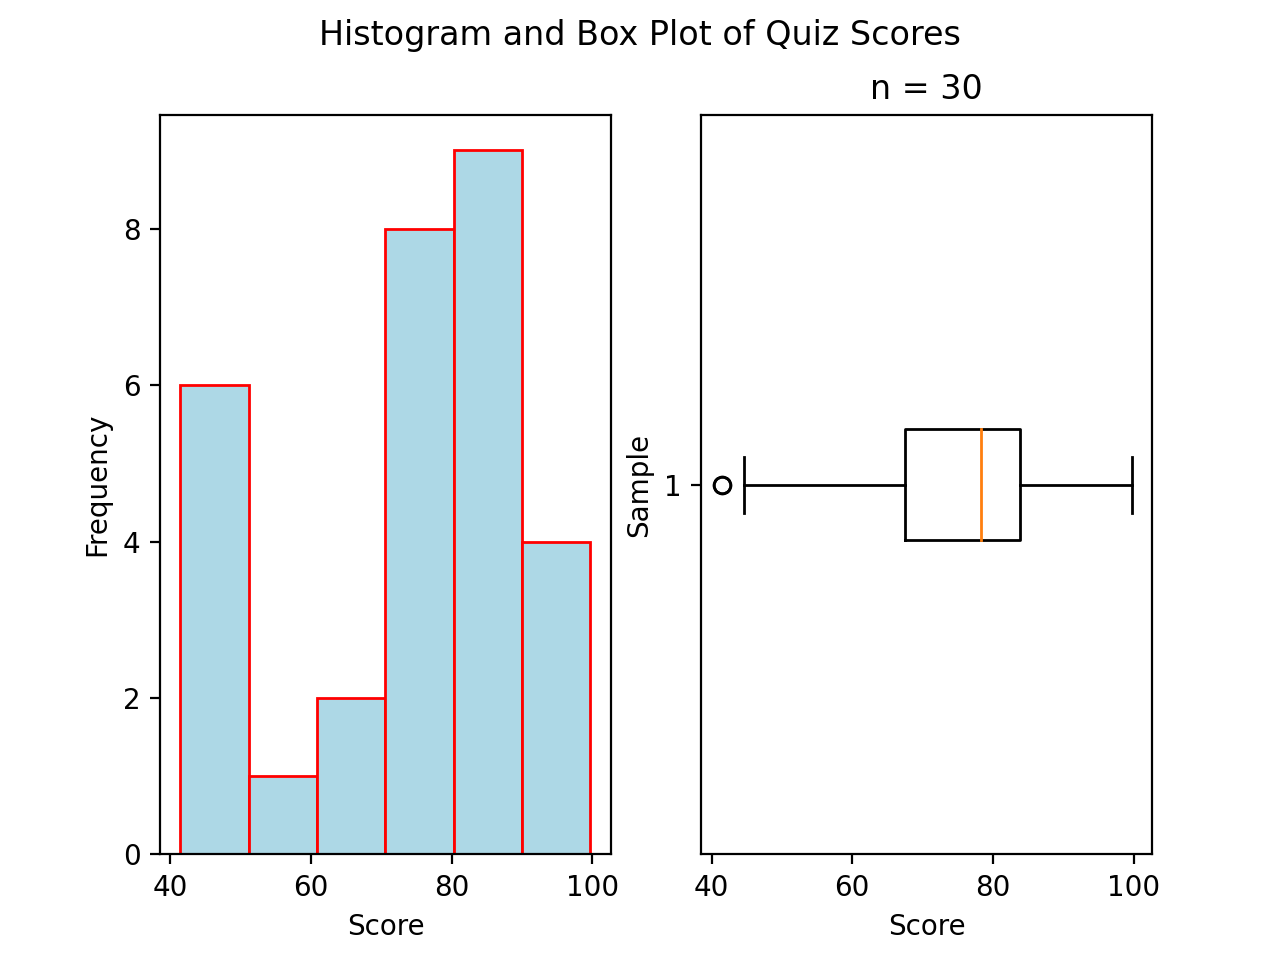 Histogram and Box Plot of Quiz Scores
Frequency
8
6
4
2
0
40 60 80 100
Score
n = 30
Sample
1
40 60 80 100
Score